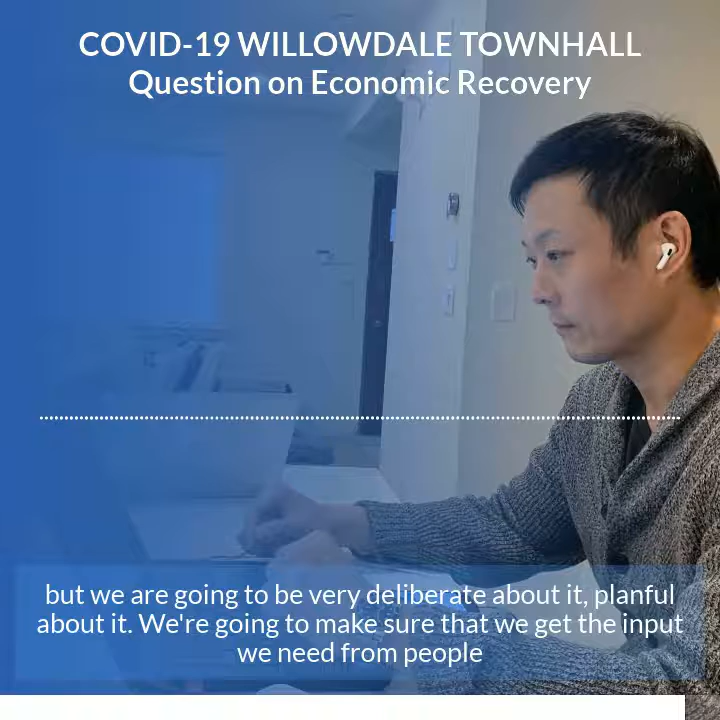 COVID-19 WILLOWDALE TOWNHALL
Question on Economic Recovery
but we are going to be very deliberate about it, planful
about it. We're going to make sure that we get the input
we need from people